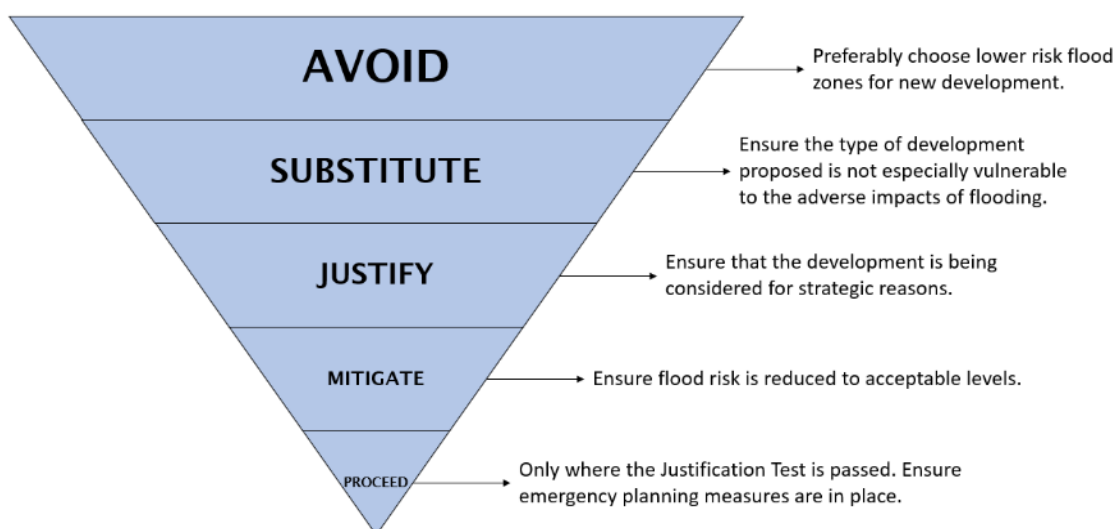 AVOID
Preferably choose lower risk flood
zones for new development.
SUBSTITUTE
Ensure the type of development
proposed is not especially vulnerable
to the adverse impacts of flooding.
JUSTIFY
Ensure that the development is being
considered for strategic reasons.
MITIGATE
Ensure flood risk is reduced to acceptable levels.
PROCEED
Only where the Justification Test is passed. Ensure
emergency planning measures are in place.